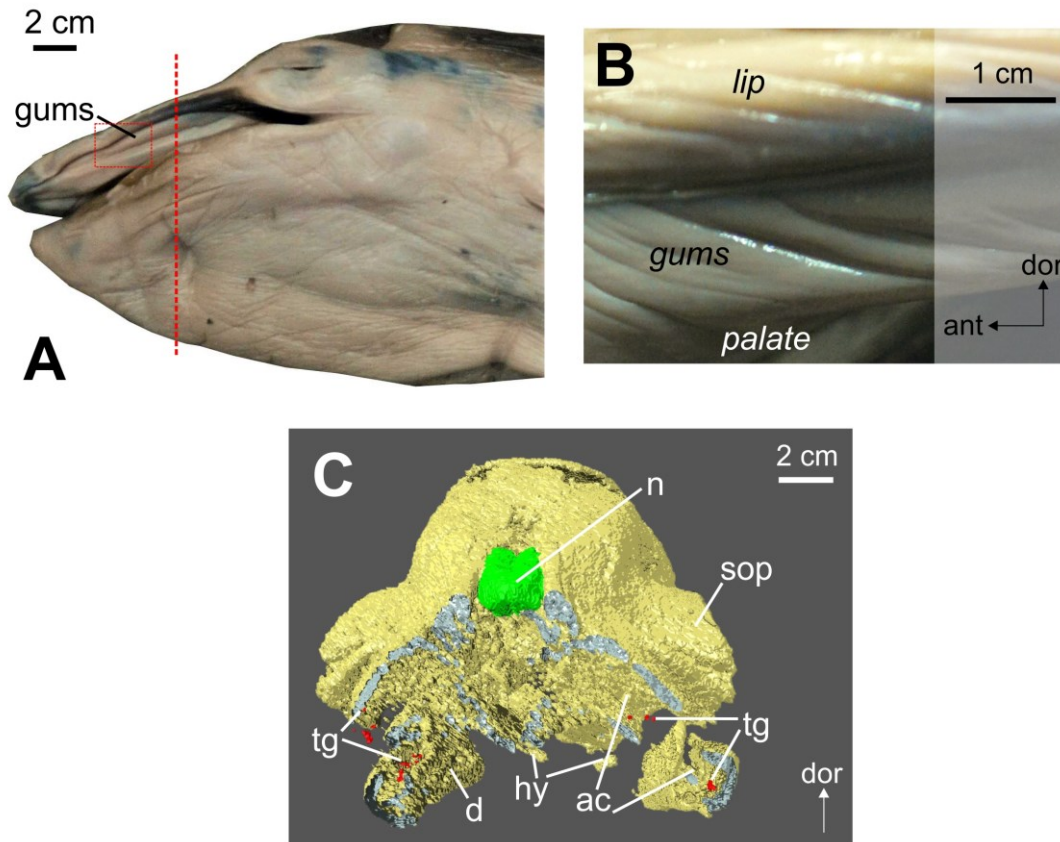 2 cm
gums
A
B
lip
1 cm
gums
dor
ant
palate
C
2 cm
n
sop
tg
tg
d
hy
ac
dor